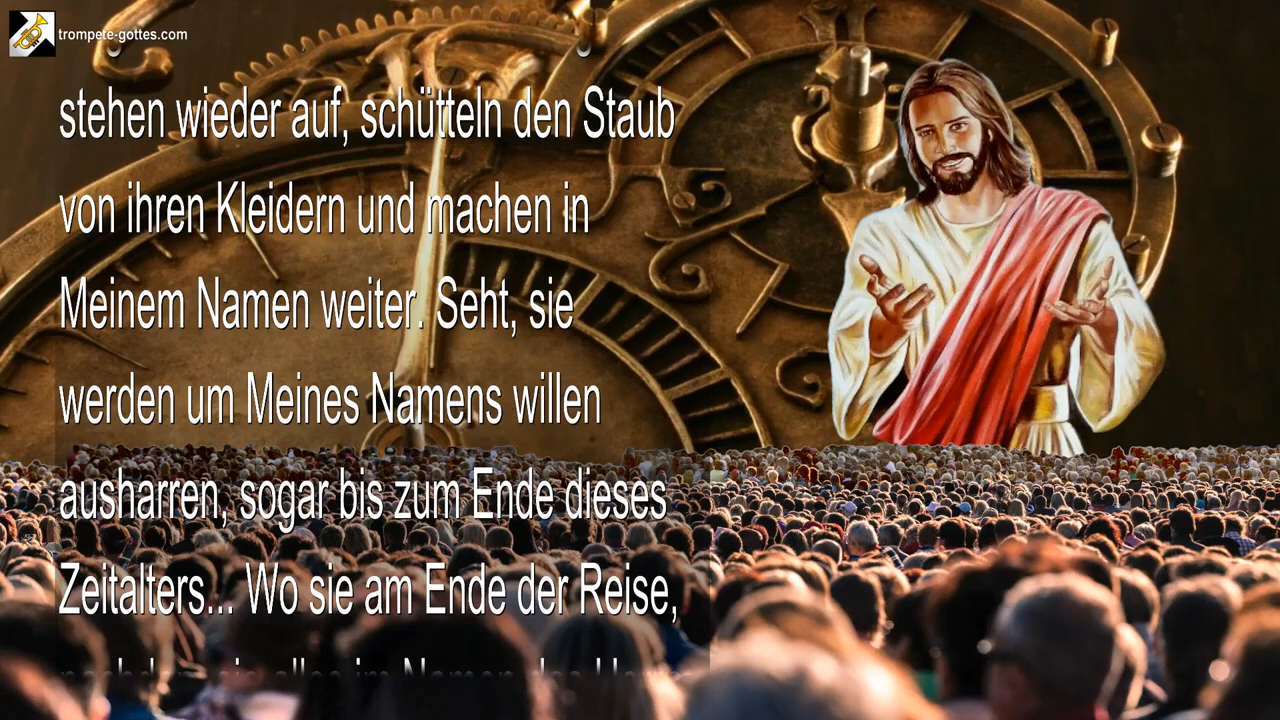 trompete-gottes.com
stehen wieder auf, schütteln den Staub
von ihren Kleidern und machen in
Meinem Namen weiter. Seht, sie
werden um Meines Namens willen
ausharren, sogar bis zum Ende dieses
Zeitalters... Wo sie am Ende der Reise,